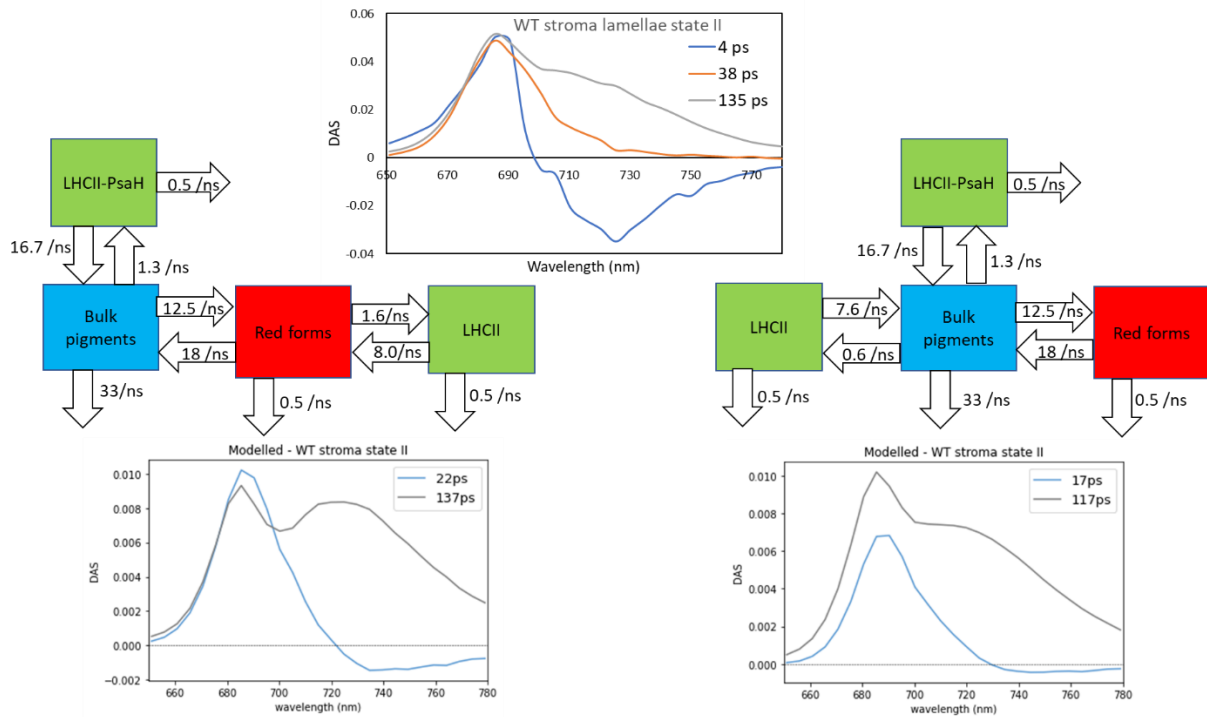 WT stroma lamellae state II
0.06
0.04
0.02
0
-0.02
-0.04
DAS
4 ps
38 ps
135 ps
650 670 690 710 730 750 770
Wavelength (nm)
LHCII-PsaH
0.5 /ns
16.7 /ns
1.3 /ns
Bulk
pigments
12.5 /ns
18 /ns
Red forms
1.6/ns
8.0/ns
LHCII
33/ns
0.5 /ns
0.5 /ns
LHCII-PsaH
0.5 /ns
16.7 /ns
1.3 /ns
LHCII
7.6 /ns
0.6 /ns
Bulk
pigments
12.5 /ns
18 /ns
Red forms
0.5 /ns
33 /ns
0.5 /ns
Modelled - WT stroma state II
22ps
137ps
0.010
0.008
0.006
0.004
0.002
0.000
−0.002
DAS
660 680 700 720 740 760 780
wavelength (nm)
Modelled - WT stroma state II
17ps
117ps
0.010
0.008
0.006
0.004
0.002
0.000
DAS
660 680 700 720 740 760 780
wavelength (nm)